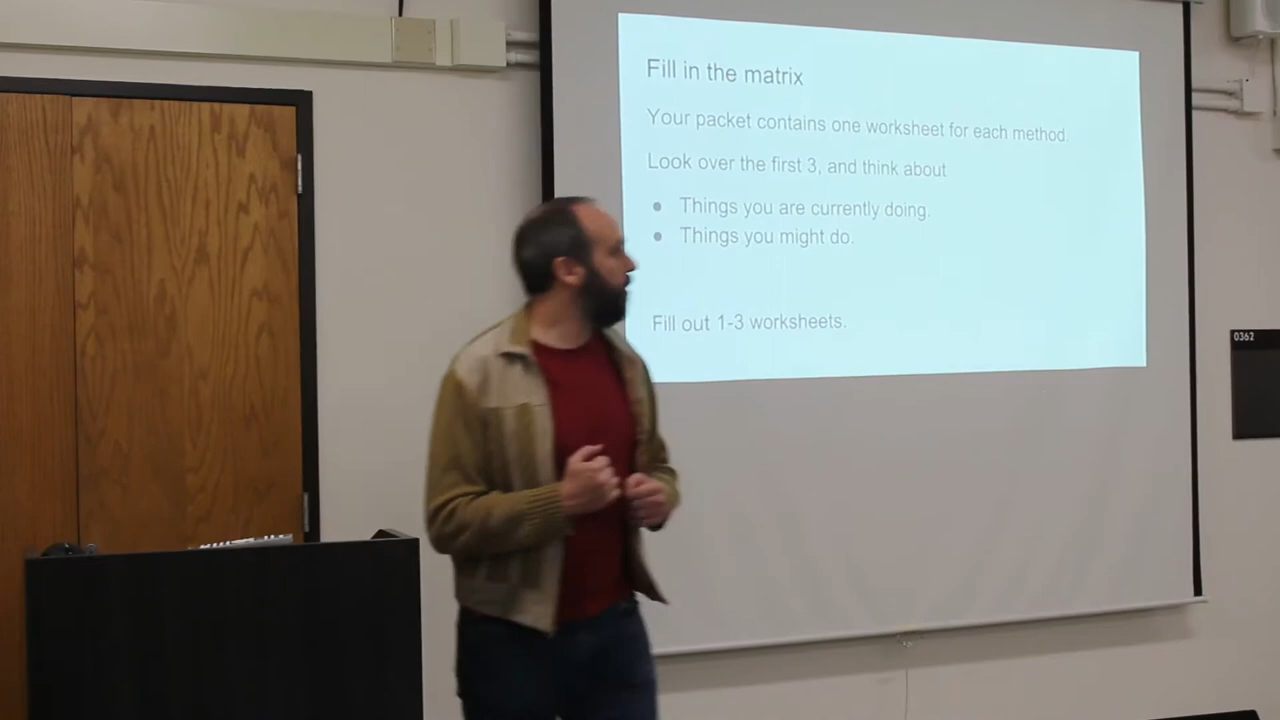 Fill in the matrix
Your packet contains one worksheet for each method.
Look over the first 3, and think about
● Things you are currently doing.
● Things you might do.
Fill out 1-3 worksheets.
0362